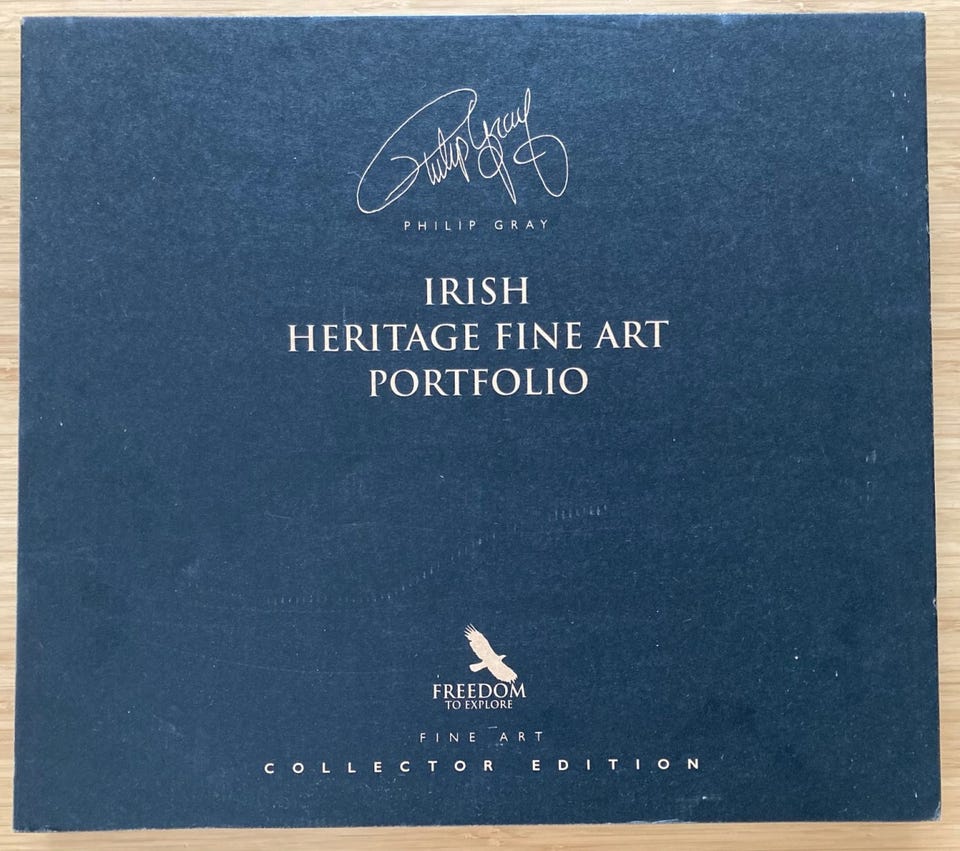 Philip Gray
PHILIP GRAY
IRISH
HERITAGE FINE ART
PORTFOLIO
FREEDOM
TO EXPLORE
FINE ART
COLLECTOR EDITION